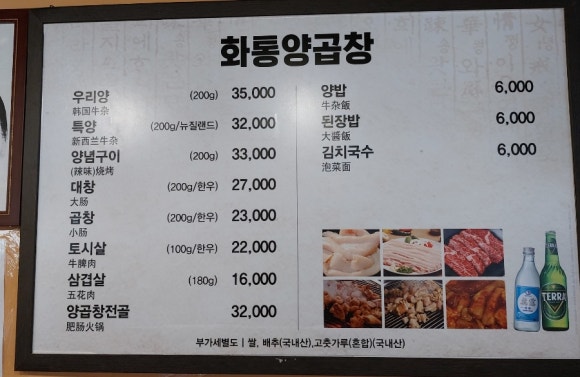 화통양곱창
우리양 (200g) 35,000
韩国牛杂
특양 (200g/뉴질랜드) 32,000
新西兰牛杂
양념구이 (200g) 33,000
(辣味)烧烤
대창 (200g/한우) 27,000
大肠
곱창 (200g/한우) 23,000
小肠
토시살 (100g/한우) 22,000
牛脾肉
삼겹살 (180g) 16,000
五花肉
양곱창전골 32,000
肥肠火锅
양밥 6,000
牛杂飯
된장밥 6,000
大醬飯
김치국수 6,000
泡菜面
TERRA
부가세별도 | 쌀, 배추(국내산),고춧가루(혼합)(국내산)